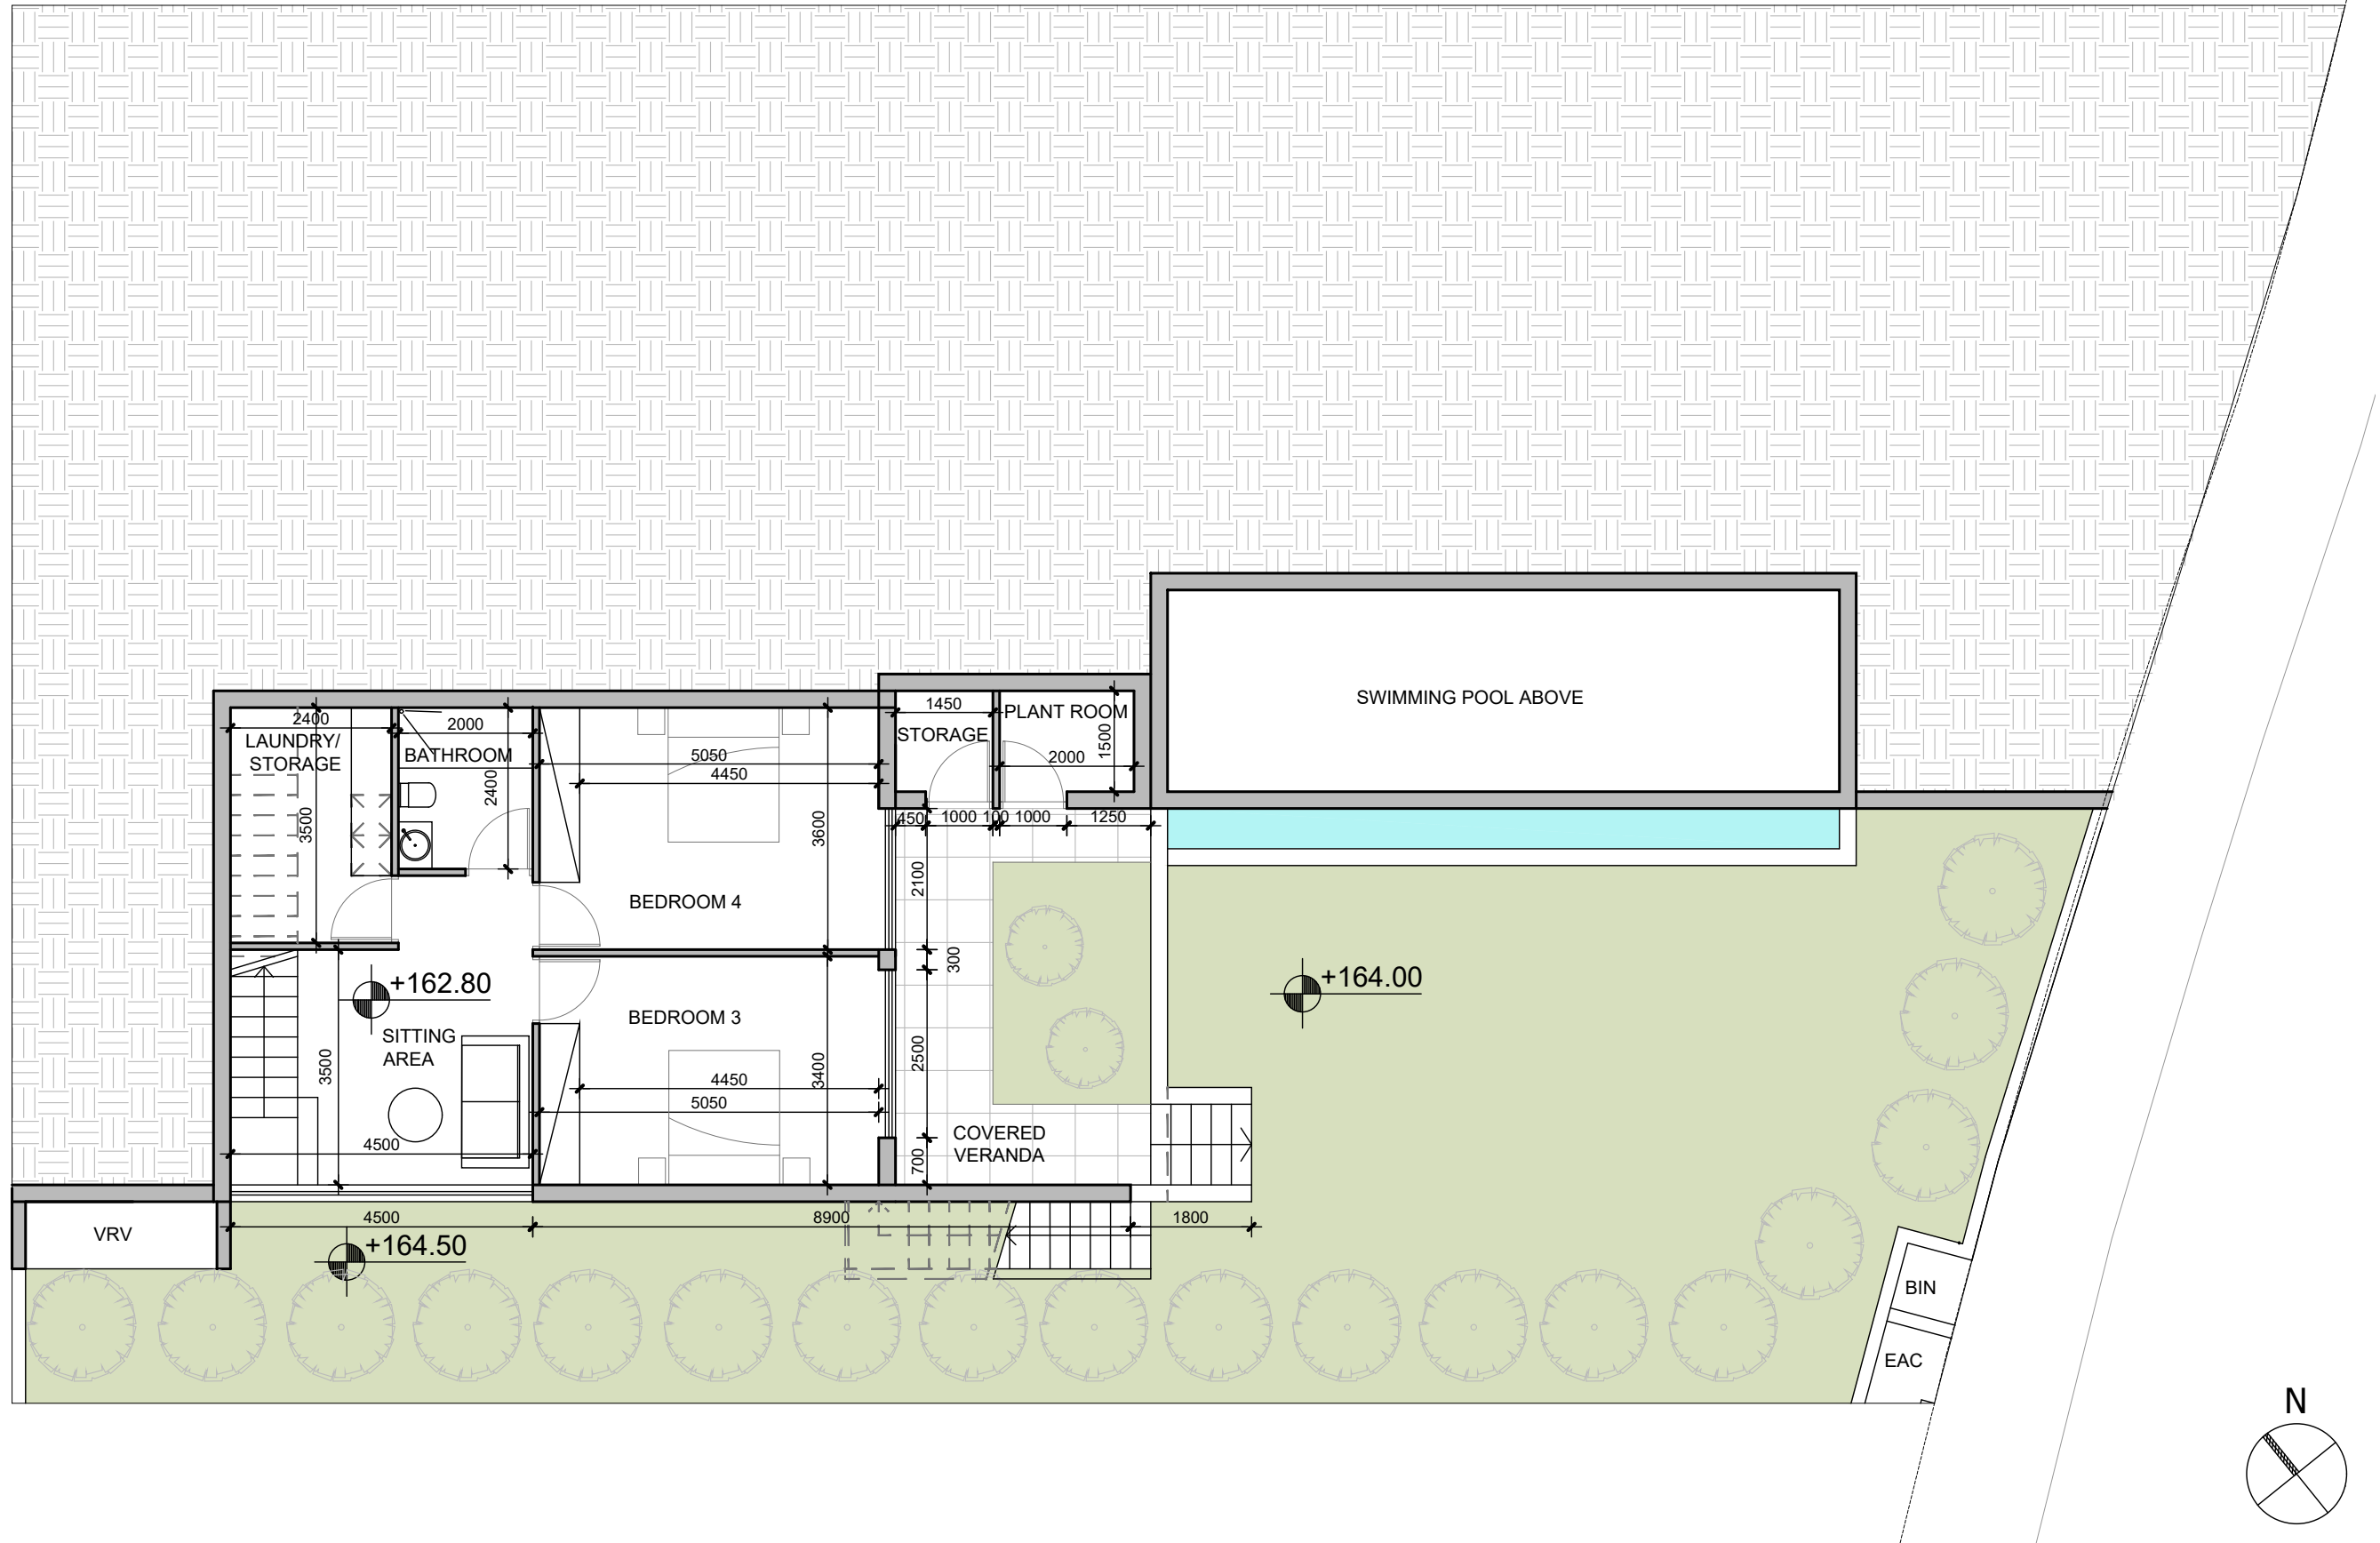 SWIMMING POOL ABOVE
1450
PLANT ROOM
2400
2000
STORAGE
LAUNDRY/
STORAGE
BATHROOM
5050
1500
2000
4450
2400
3500
3600
450
1000
100
1000
1250
2100
BEDROOM 4
300
+162.80
+164.00
BEDROOM 3
SITTING
AREA
3500
2500
3400
4450
5050
COVERED
VERANDA
4500
700
4500
8900
1800
VRV
+164.50
BIN
EAC
N